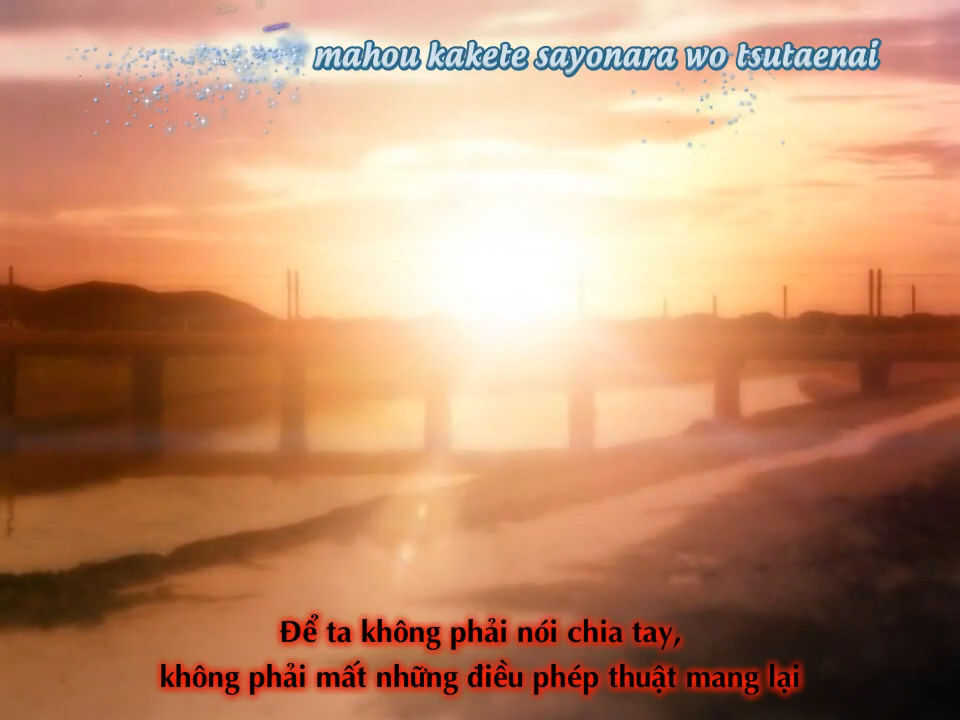 mahou kakete sayonara wo tsutaenai
Để ta không phải nói chia tay,
không phải mất những điều phép thuật mang lại